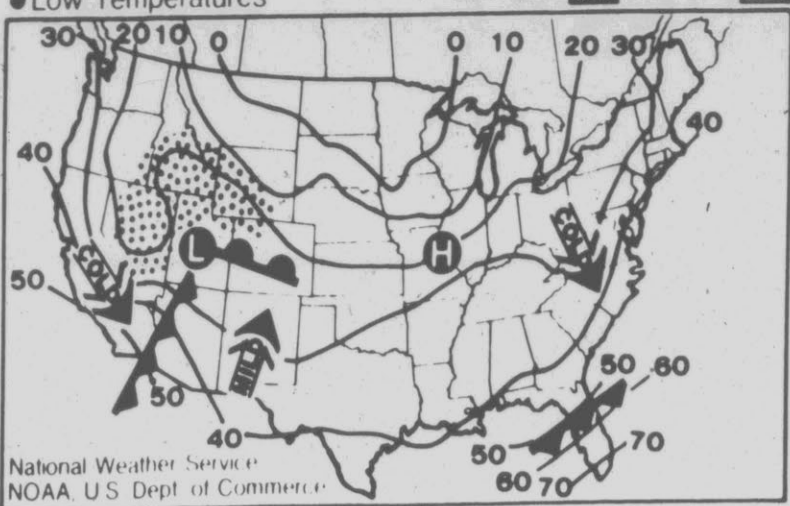 ● Low Temperatures
30 20 10 0 0 10 20 30
40
40
COLD
COLD
L
H
50
MILD
50
50
60
40
50
60
70
70
National Weather Service
NOAA, U.S. Dept. of Commerce